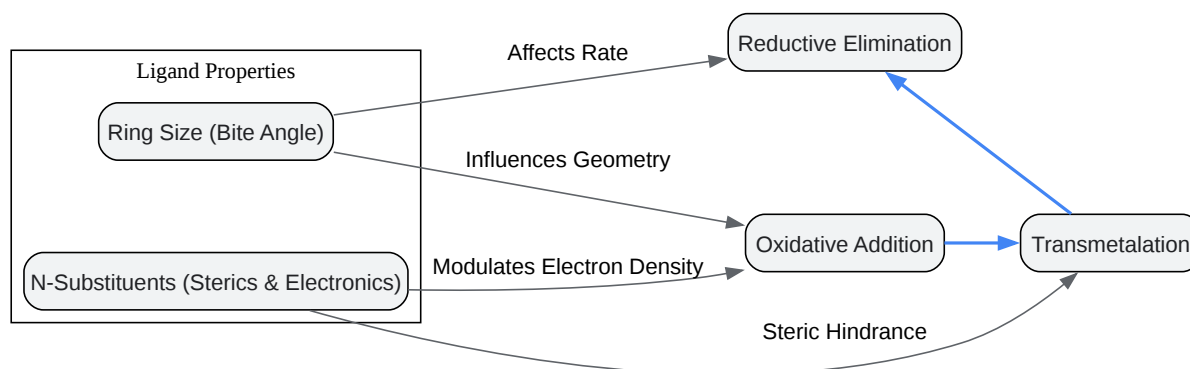 Ligand Properties
Ring Size (Bite Angle)
N-Substituents (Sterics & Electronics)
Affects Rate
Influences Geometry
Modulates Electron Density
Steric Hindrance
Reductive Elimination
Oxidative Addition
Transmetalation